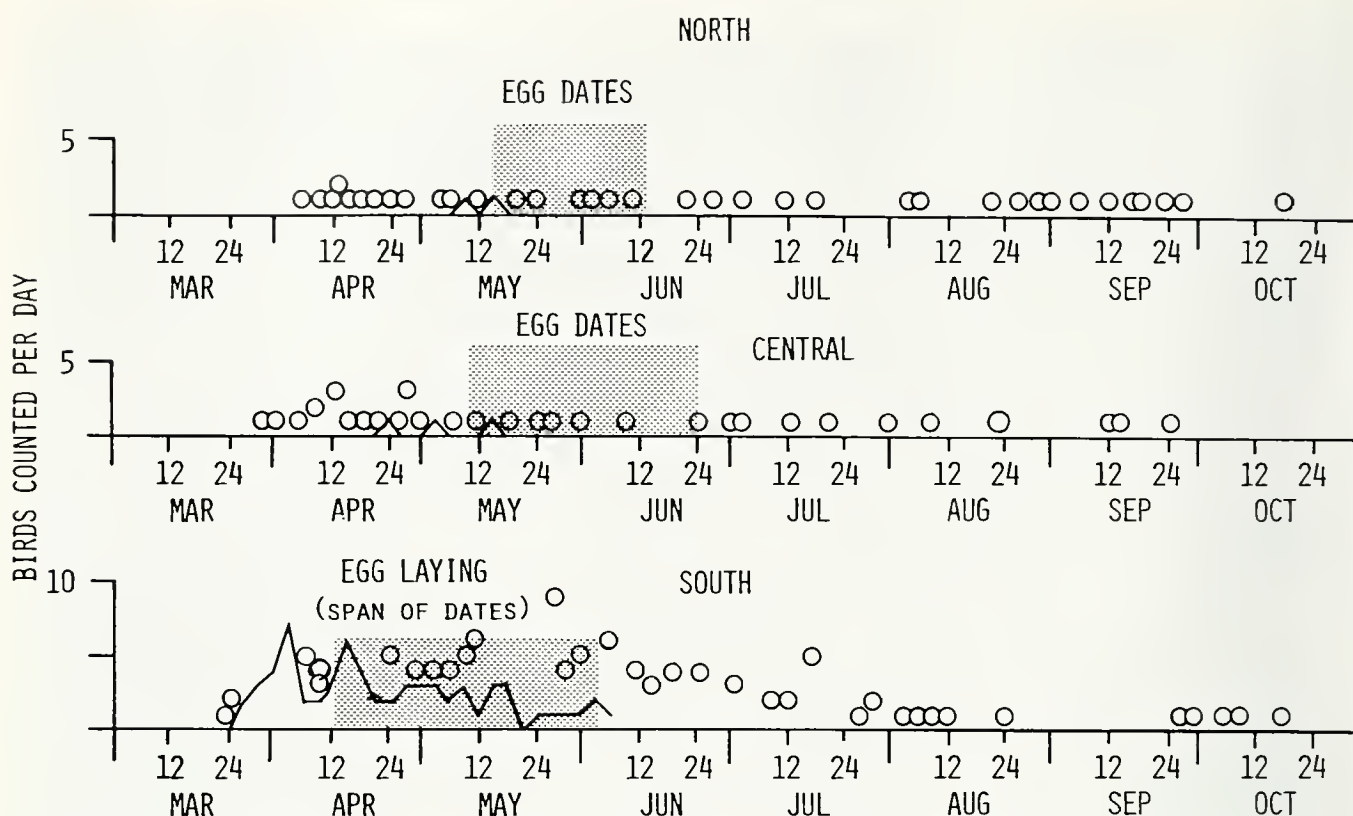 NORTH
EGG DATES
5
12 24 12 24 12 24 12 24 12 24 12 24 12 24 12 24
MAR APR MAY JUN JUL AUG SEP OCT
EGG DATES
CENTRAL
5
12 24 12 24 12 24 12 24 12 24 12 24 12 24 12 24
MAR APR MAY JUN JUL AUG SEP OCT
EGG LAYING
(SPAN OF DATES)
SOUTH
10
12 24 12 24 12 24 12 24 12 24 12 24 12 24 12 24
MAR APR MAY JUN JUL AUG SEP OCT
BIRDS COUNTED PER DAY